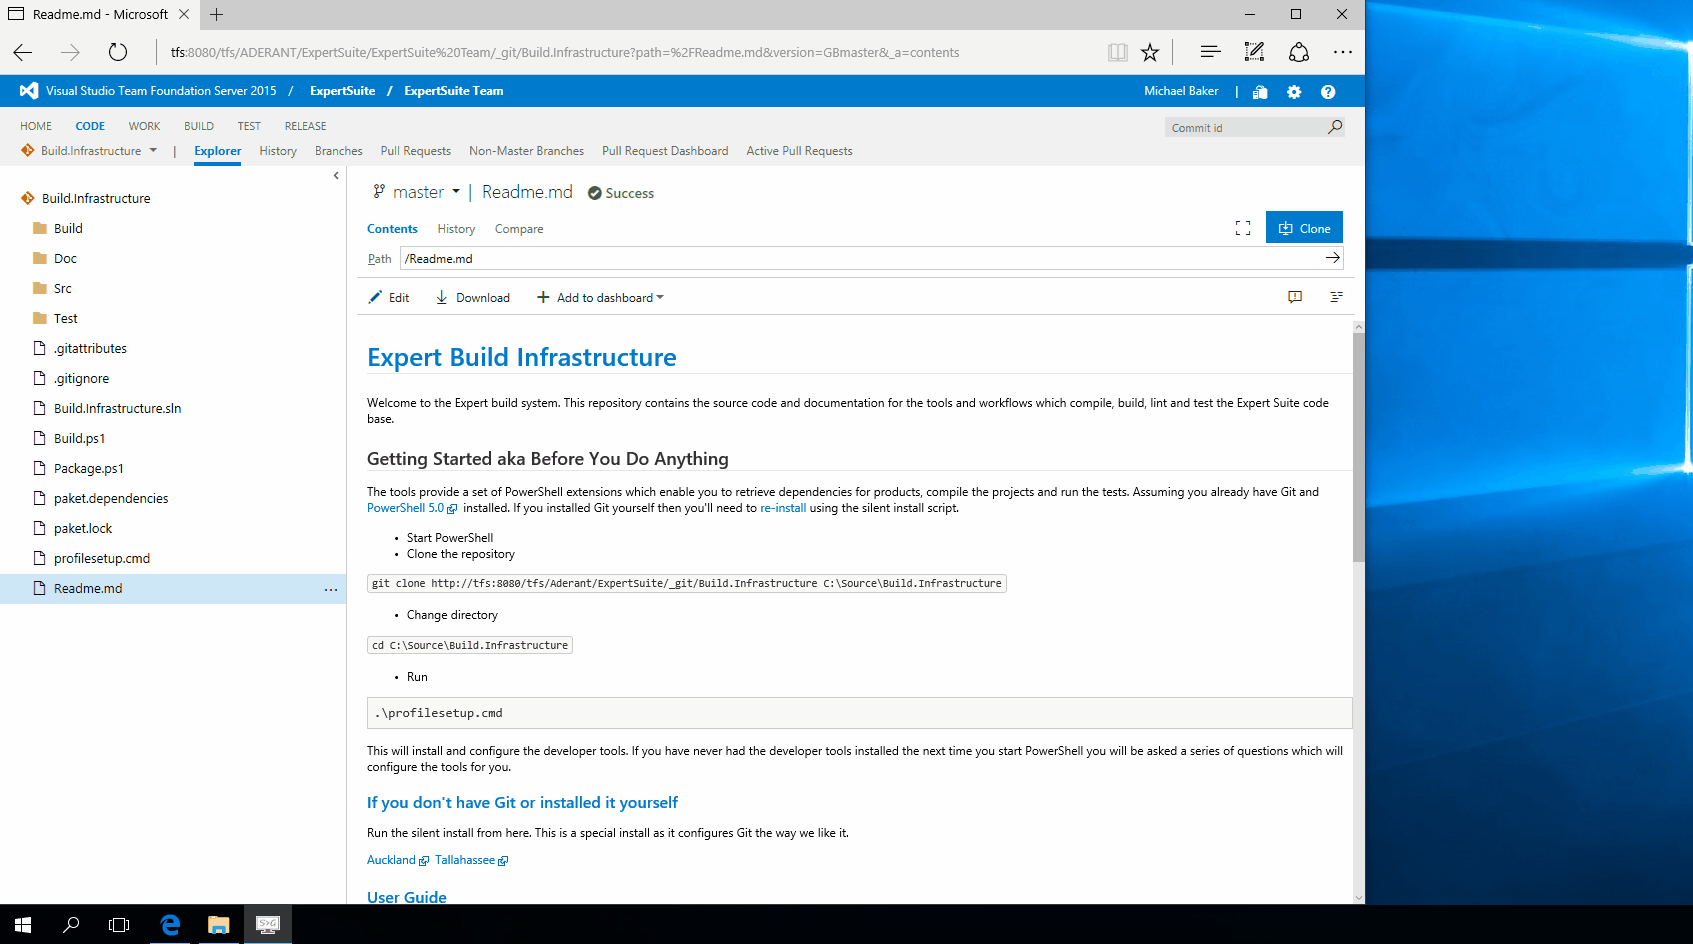 Readme.md - Microsoft
tfs:8080/tfs/ADERANT/ExpertSuite/ExpertSuite%20Team/_git/Build.Infrastructure?path=%2FReadme.md&version=GBmaster&_a=contents
Visual Studio Team Foundation Server 2015 / ExpertSuite / ExpertSuite Team
Michael Baker |
HOME CODE WORK BUILD TEST RELEASE
Commit id
Build.Infrastructure | Explorer History Branches Pull Requests Non-Master Branches Pull Request Dashboard Active Pull Requests
Build.Infrastructure
Build
Doc
Src
Test
.gitattributes
.gitignore
Build.Infrastructure.sln
Build.ps1
Package.ps1
paket.dependencies
paket.lock
profilesetup.cmd
Readme.md ...
master | Readme.md Success
Contents History Compare
Clone
Path /Readme.md
Edit Download Add to dashboard
Expert Build Infrastructure
Welcome to the Expert build system. This repository contains the source code and documentation for the tools and workflows which compile, build, lint and test the Expert Suite code
base.
Getting Started aka Before You Do Anything
The tools provide a set of PowerShell extensions which enable you to retrieve dependencies for products, compile the projects and run the tests. Assuming you already have Git and
PowerShell 5.0 installed. If you installed Git yourself then you'll need to re-install using the silent install script.
• Start PowerShell
• Clone the repository
git clone http://tfs:8080/tfs/Aderant/ExpertSuite/_git/Build.Infrastructure C:\Source\Build.Infrastructure
• Change directory
cd C:\Source\Build.Infrastructure
• Run
.\profilesetup.cmd
This will install and configure the developer tools. If you have never had the developer tools installed the next time you start PowerShell you will be asked a series of questions which will
configure the tools for you.
If you don't have Git or installed it yourself
Run the silent install from here. This is a special install as it configures Git the way we like it.
Auckland Tallahassee
User Guide